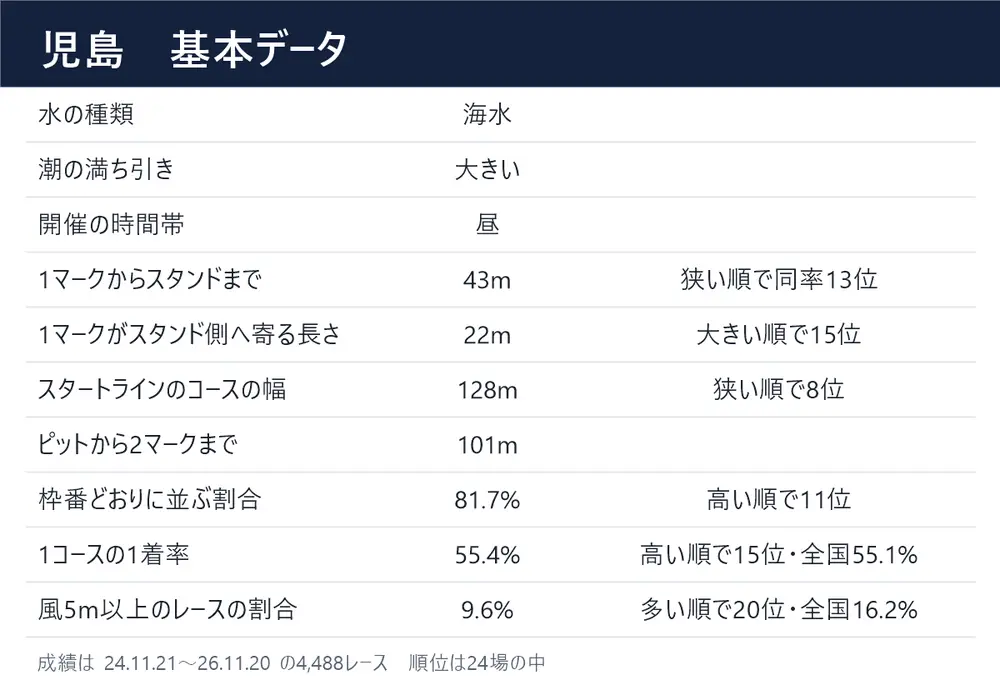 児島　基本データ
水の種類　海水
潮の満ち引き　大きい
開催の時間帯　昼
1マークからスタンドまで　43m　狭い順で同率13位
1マークがスタンド側へ寄る長さ　22m　大きい順で15位
スタートラインのコースの幅　128m　狭い順で8位
ピットから2マークまで　101m
枠番どおりに並ぶ割合　81.7%　高い順で11位
1コースの1着率　55.4%　高い順で15位・全国55.1%
風5m以上のレースの割合　9.6%　多い順で20位・全国16.2%
成績は 24.11.21～26.11.20 の4,488レース　順位は24場の中